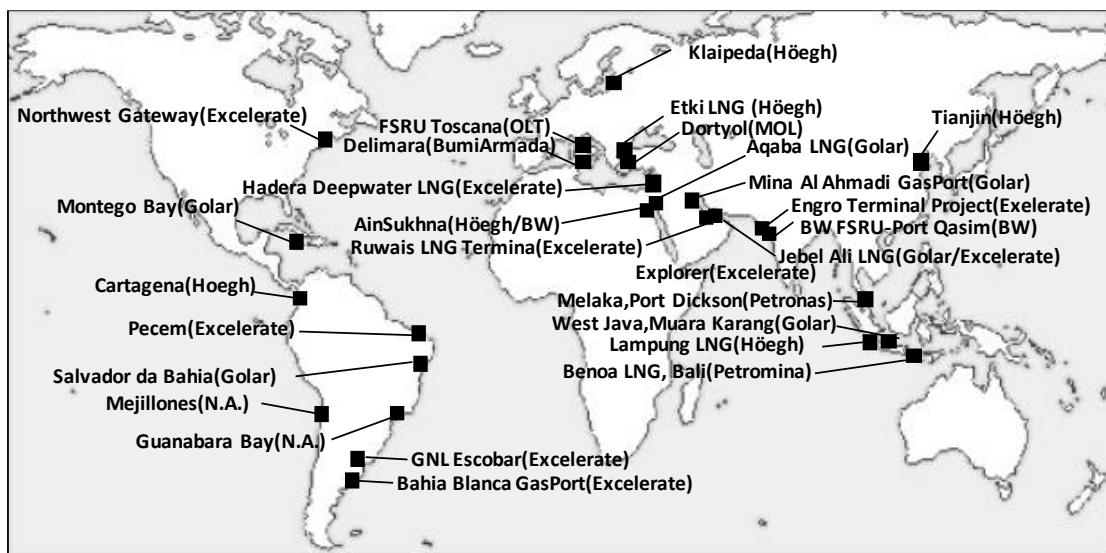 Klaipeda(Höegh)
Northwest Gateway(Excelerate)
Etki LNG (Höegh)
Tianjin(Höegh)
FSRU Toscana(OLT)
Dortyol(MOL)
Delimara(BumiArmada)
Aqaba LNG(Golar)
Hadera Deepwater LNG(Excelerate)
Mina Al Ahmadi GasPort(Golar)
Montego Bay(Golar)
Engro Terminal Project(Exelerate)
AinSukhna(Höegh/BW)
BW FSRU-Port Qasim(BW)
Ruwais LNG Termina(Excelerate)
Jebel Ali LNG(Golar/Excelerate)
Explorer(Excelerate)
Cartagena(Hoegh)
Melaka,Port Dickson(Petronas)
Pecem(Excelerate)
West Java,Muara Karang(Golar)
Lampung LNG(Höegh)
Salvador da Bahia(Golar)
Benoa LNG, Bali(Petromina)
Mejillones(N.A.)
Guanabara Bay(N.A.)
GNL Escobar(Excelerate)
Bahia Blanca GasPort(Excelerate)